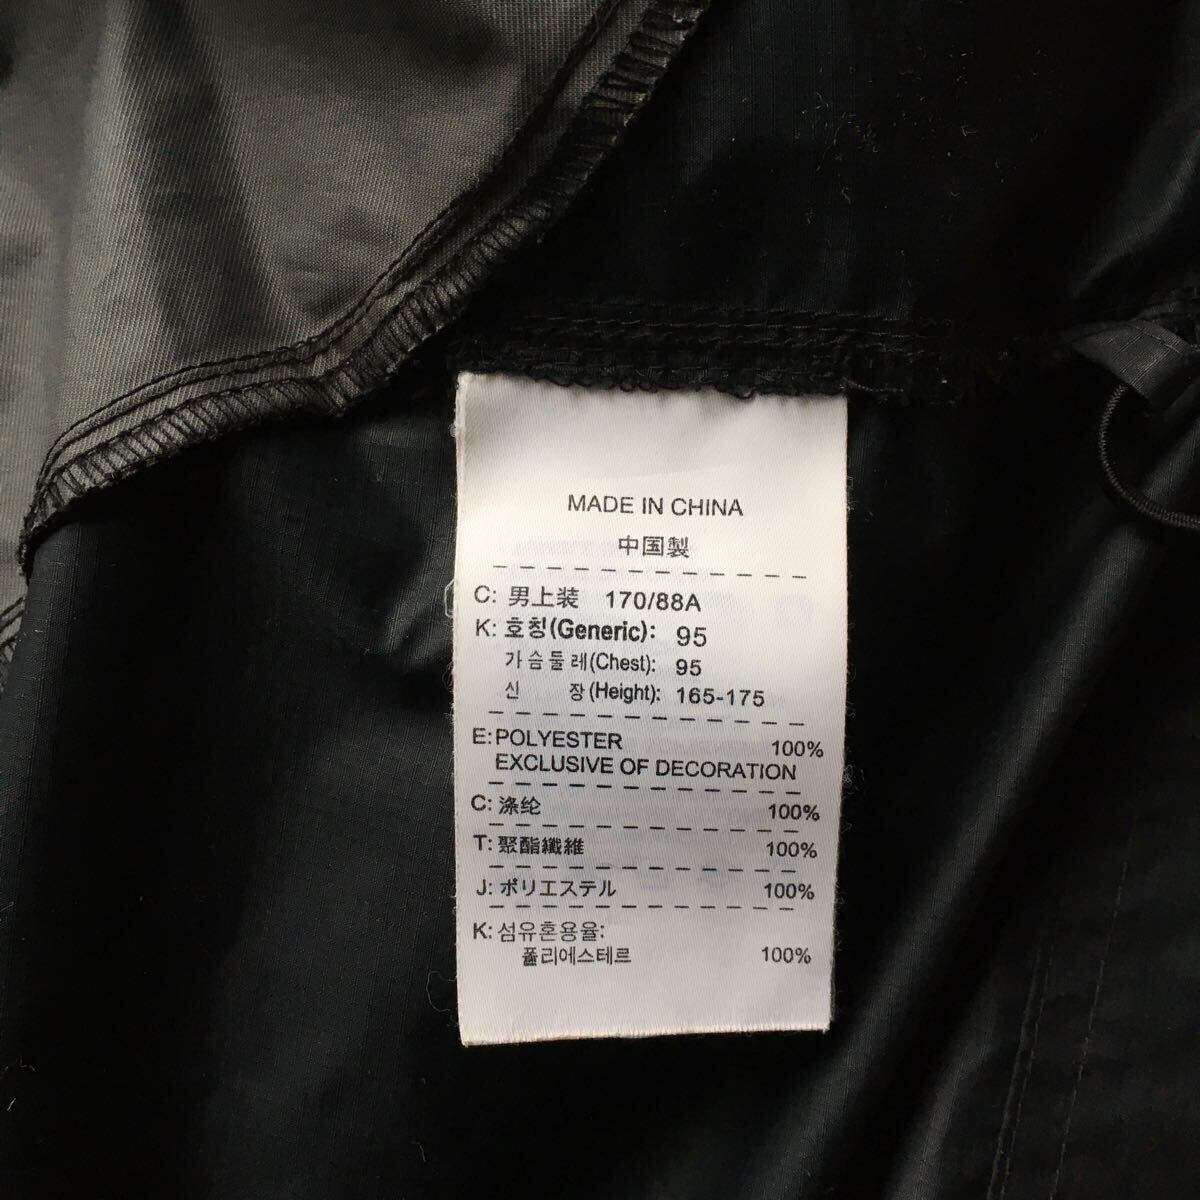 MADE IN CHINA
中国製
C: 男上装 170/88A
K: 호칭(Generic): 95
가슴둘레(Chest): 95
신 장(Height): 165-175
E: POLYESTER 100%
EXCLUSIVE OF DECORATION
C: 涤纶 100%
T: 聚酯纖維 100%
J: ポリエステル 100%
K: 섬유혼용율:
폴리에스테르 100%